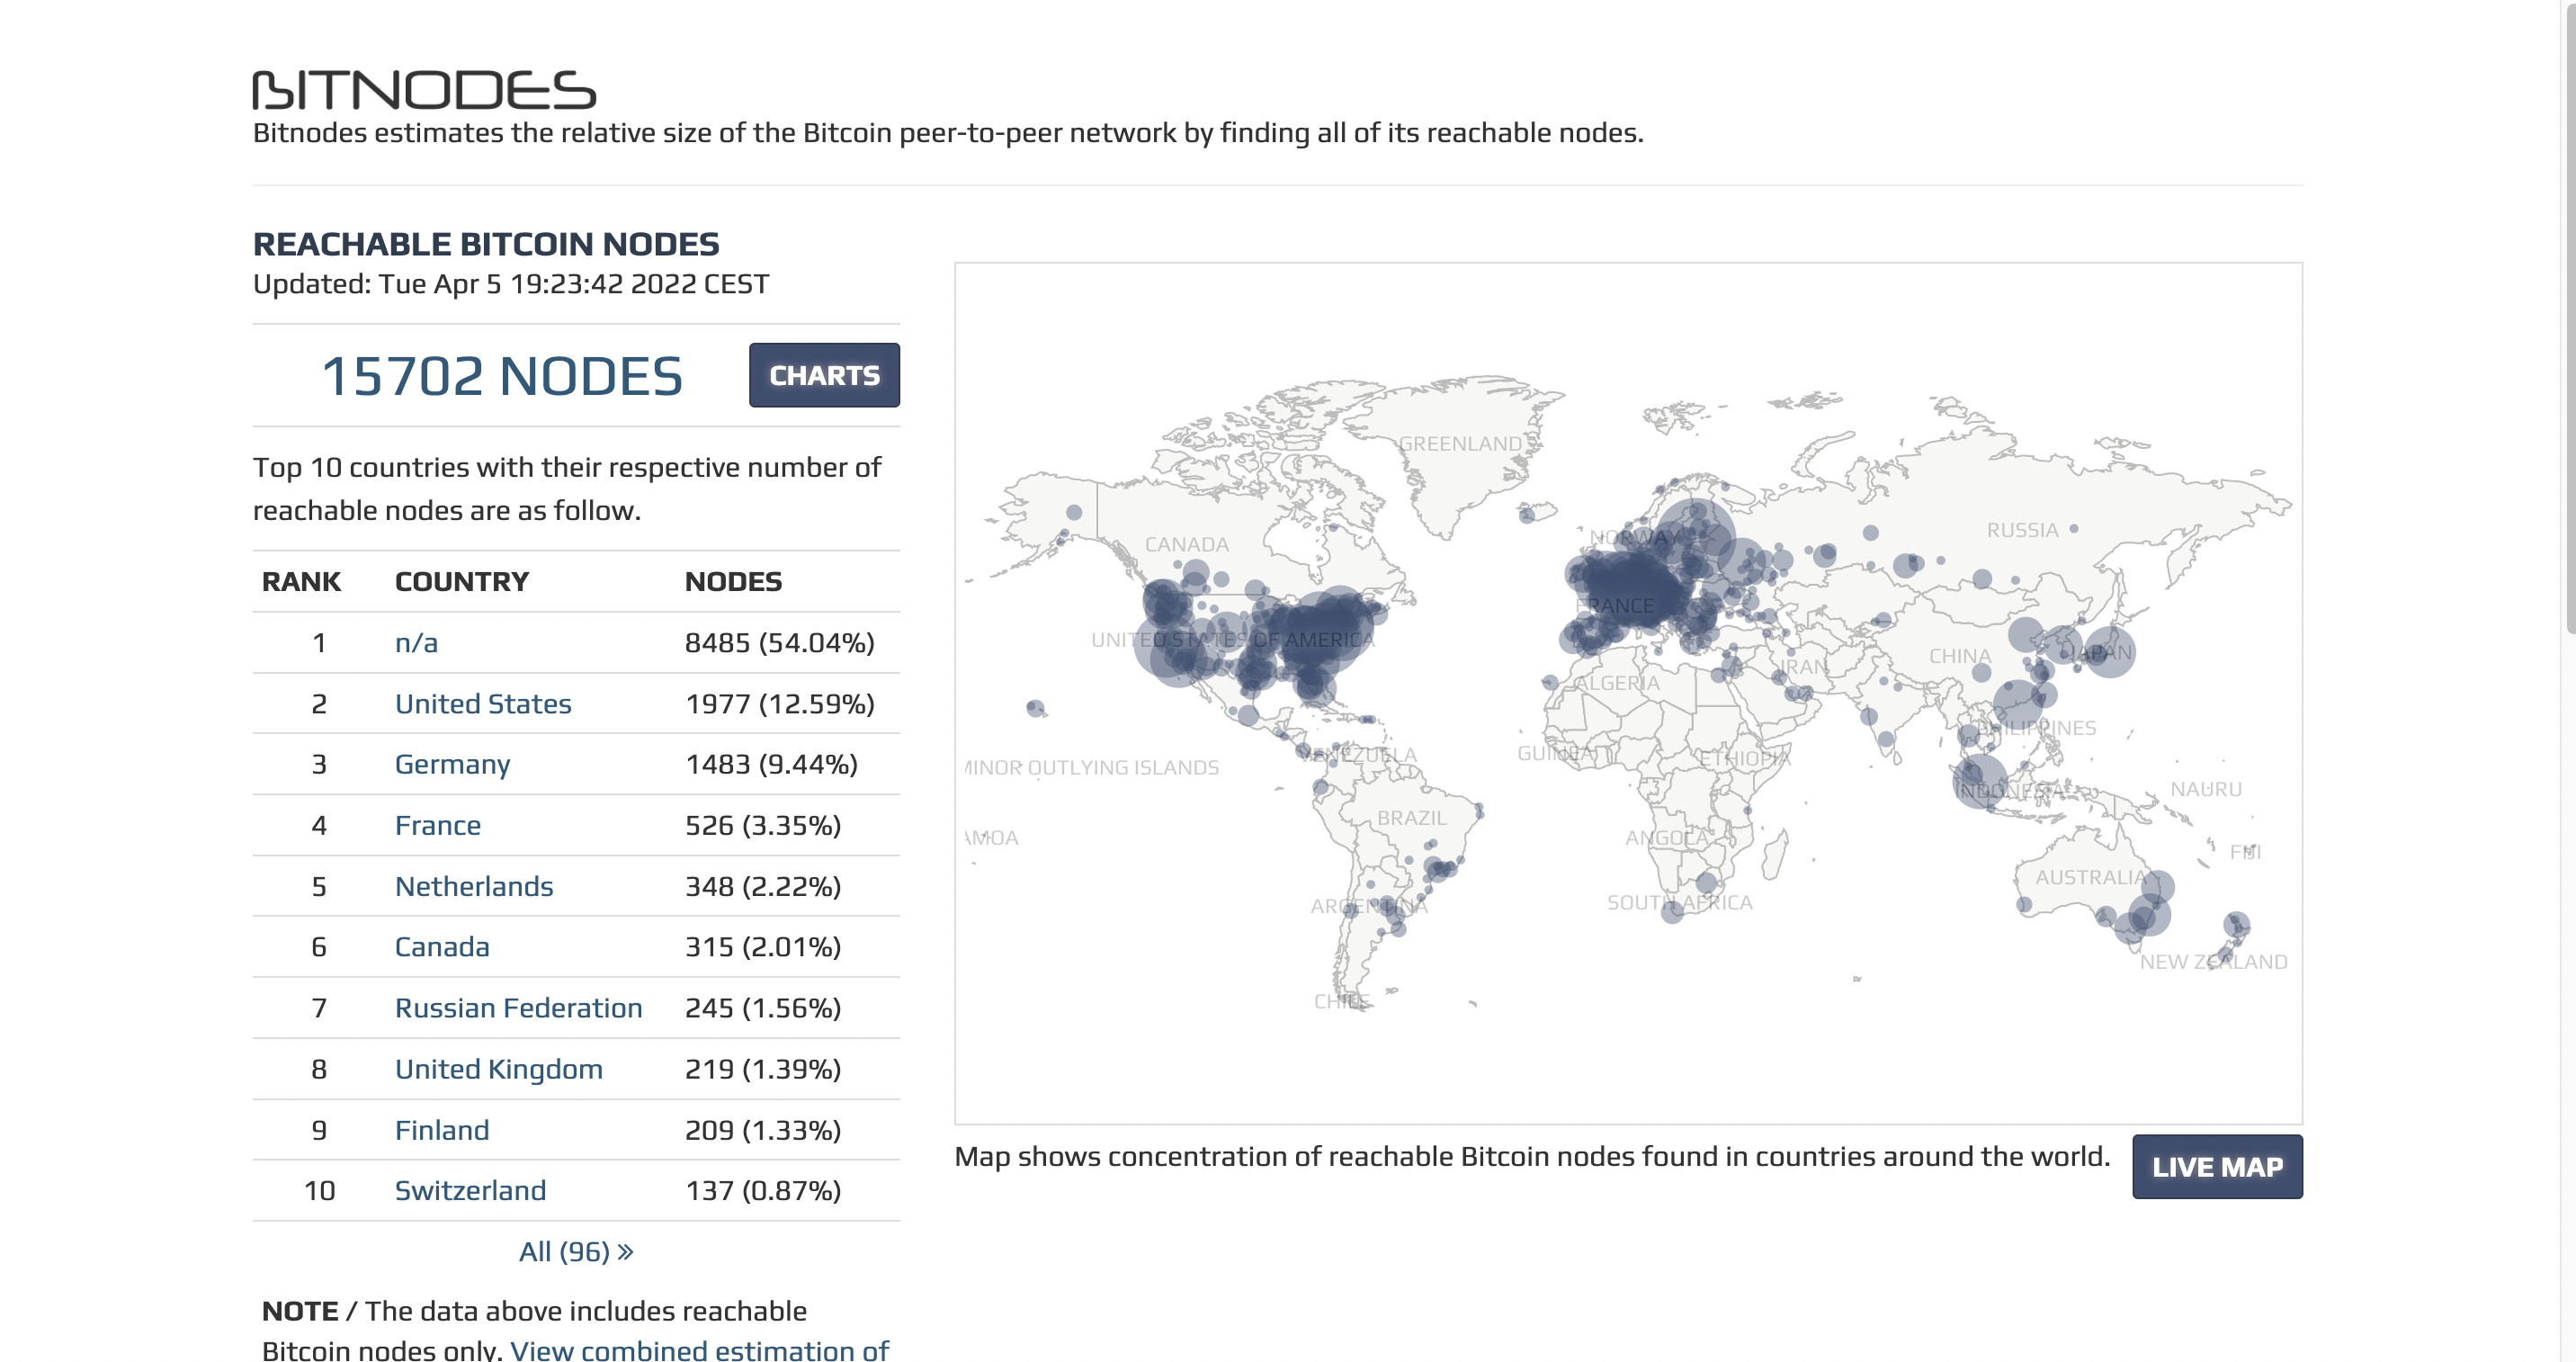 BITNODES
Bitnodes estimates the relative size of the Bitcoin peer-to-peer network by finding all of its reachable nodes.
REACHABLE BITCOIN NODES
Updated: Tue Apr 5 19:23:42 2022 CEST
15702 NODES
CHARTS
Top 10 countries with their respective number of
reachable nodes are as follow.
RANK COUNTRY NODES
1 n/a 8485 (54.04%)
2 United States 1977 (12.59%)
3 Germany 1483 (9.44%)
4 France 526 (3.35%)
5 Netherlands 348 (2.22%)
6 Canada 315 (2.01%)
7 Russian Federation 245 (1.56%)
8 United Kingdom 219 (1.39%)
9 Finland 209 (1.33%)
10 Switzerland 137 (0.87%)
All (96) »
NOTE / The data above includes reachable
Bitcoin nodes only. View combined estimation of
GREENLAND
RUSSIA
NORWAY
CANADA
FRANCE
UNITED STATES OF AMERICA
JAPAN
CHINA
IRAN
ALGERIA
PHILIPPINES
GUINEA
VENEZUELA
ETHIOPIA
MINOR OUTLYING ISLANDS
INDONESIA
NAURU
BRAZIL
ANGOLA
AMOA
FIJI
AUSTRALIA
SOUTH AFRICA
ARGENTINA
NEW ZEALAND
CHILE
Map shows concentration of reachable Bitcoin nodes found in countries around the world.
LIVE MAP